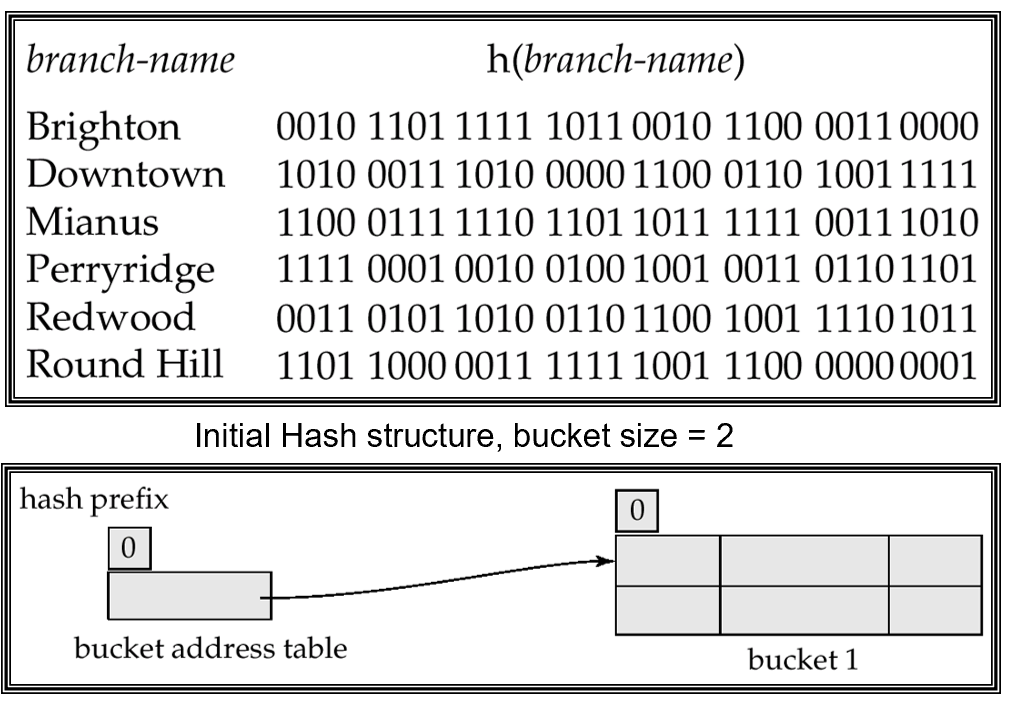 branch-name h(branch-name)
Brighton 0010 1101 1111 1011 0010 1100 0011 0000
Downtown 1010 0011 1010 0000 1100 0110 1001 1111
Mianus 1100 0111 1110 1101 1011 1111 0011 1010
Perryridge 1111 0001 0010 0100 1001 0011 0110 1101
Redwood 0011 0101 1010 0110 1100 1001 1110 1011
Round Hill 1101 1000 0011 1111 1001 1100 0000 0001
Initial Hash structure, bucket size = 2
hash prefix
0
0
bucket address table
bucket 1